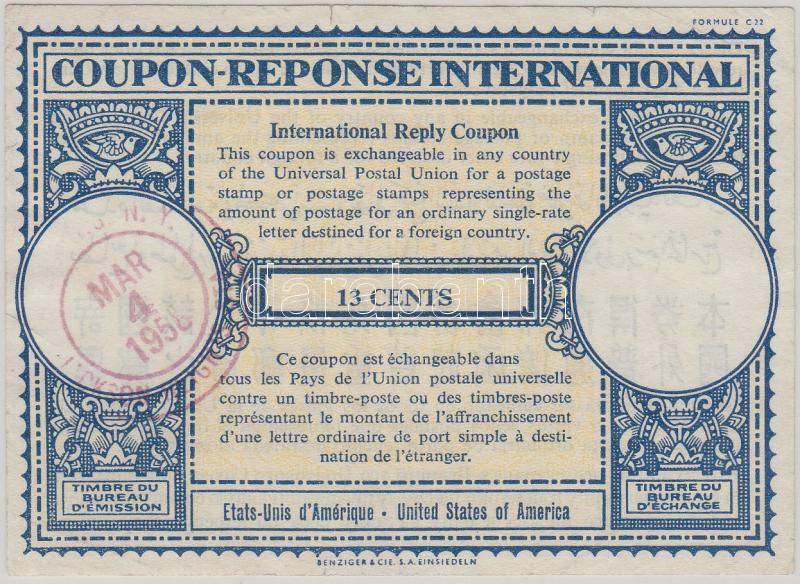 FORMULE C22
COUPON-REPONSE INTERNATIONAL
International Reply Coupon
This coupon is exchangeable in any country
of the Universal Postal Union for a postage
stamp or postage stamps representing the
amount of postage for an ordinary single-rate
letter destined for a foreign country.
N. Y.
MAR
4
13 CENTS
darabanth
Ce coupon est échangeable dans
tous les Pays de l'Union postale universelle
contre un timbre-poste ou des timbres-poste
représentant le montant de l'affranchissement
d'une lettre ordinaire de port simple à desti-
nation de l'étranger.
TIMBRE DU
BUREAU
D'ÉMISSION
TIMBRE DU
BUREAU
D'ÉCHANGE
Etats-Unis d'Amérique - United States of America
BENZIGER & CIE. S.A. EINSIEDELN